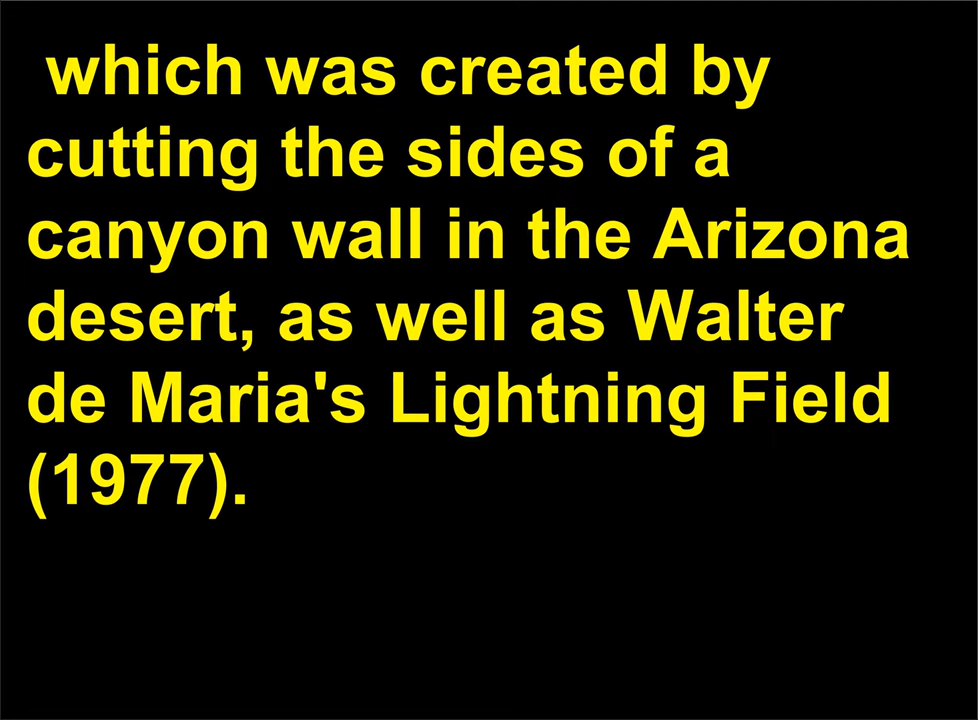 which was created by
cutting the sides of a
canyon wall in the Arizona
desert, as well as Walter
de Maria's Lightning Field
(1977).